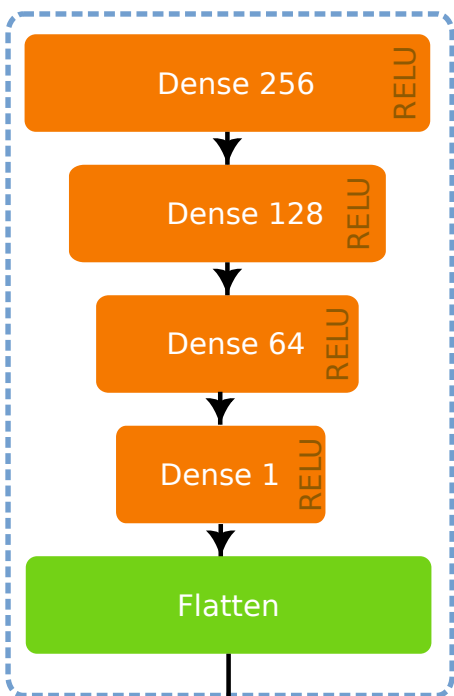 Dense 256
RELU
Dense 128
RELU
Dense 64
RELU
Dense 1
RELU
Flatten